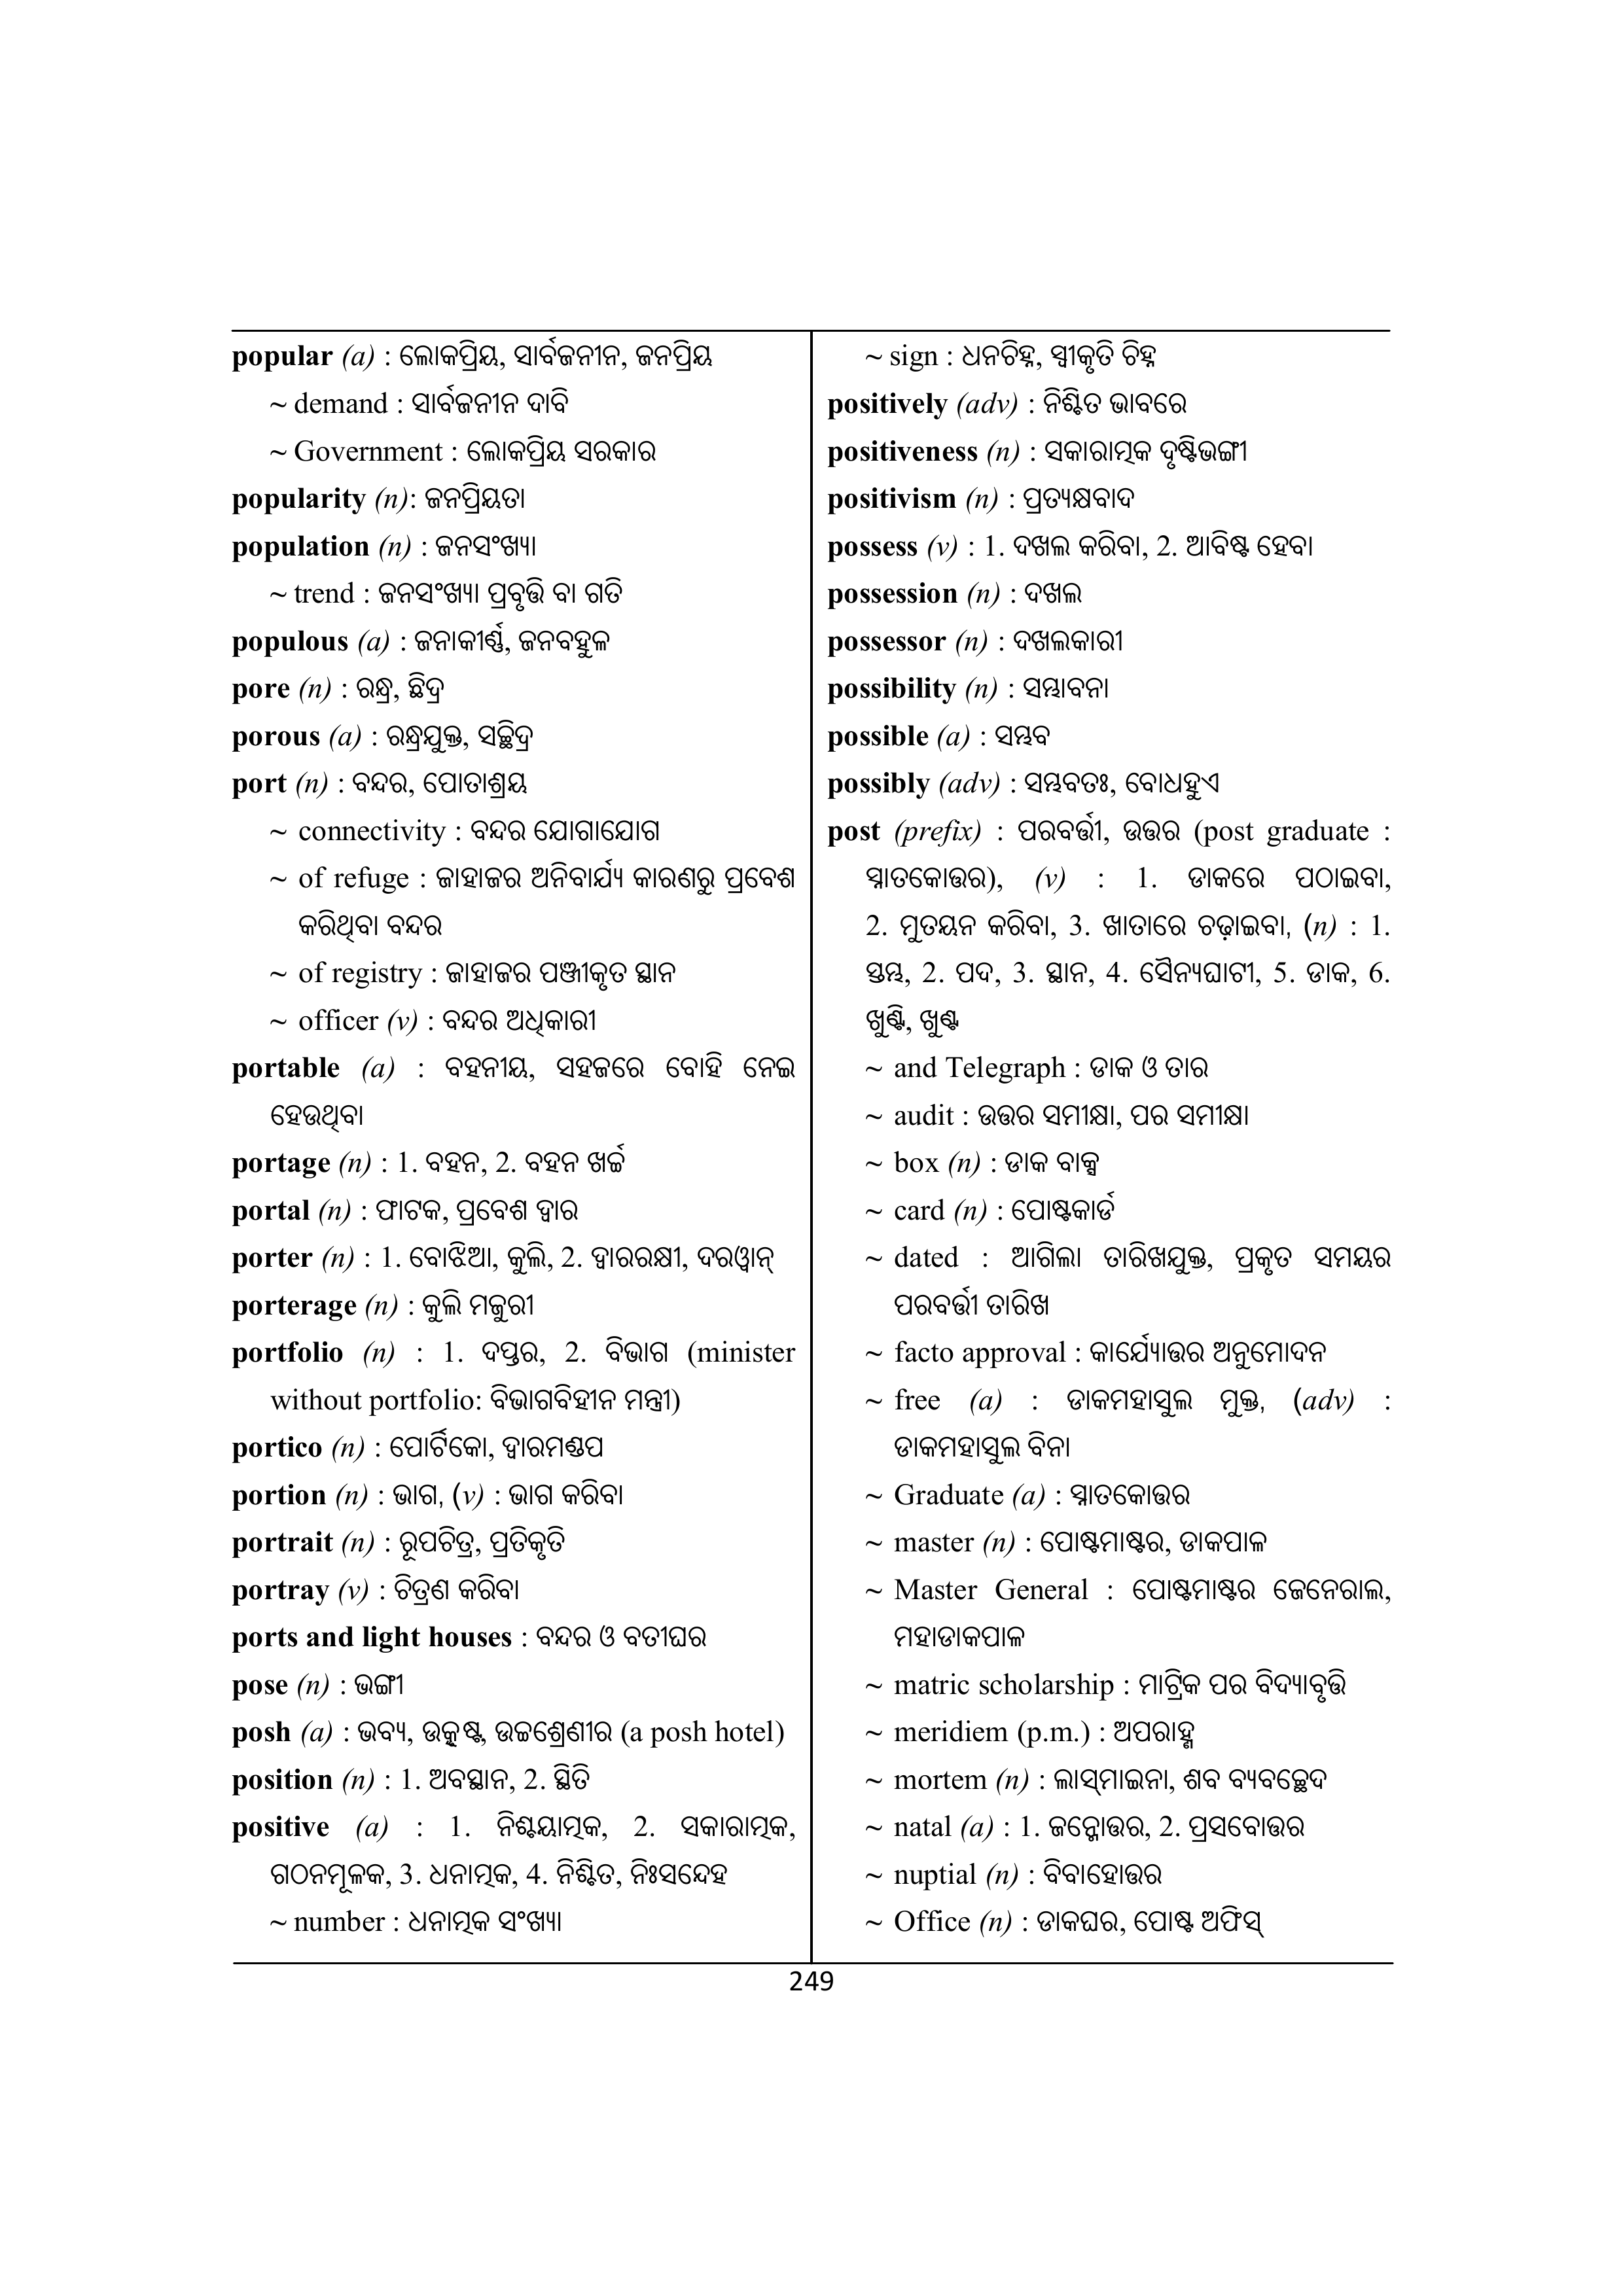 popular (a) : ଲୋକପ୍ରିୟ, ସାର୍ବଜନୀନ, ଜନପ୍ରିୟ
~ demand : ସାର୍ବଜନୀନ ଦାବି
~ Government : ଲୋକପ୍ରିୟ ସରକାର
popularity (n): ଜନପ୍ରିୟତା
population (n) : ଜନସଂଖ୍ୟା
~ trend : ଜନସଂଖ୍ୟା ପ୍ରବୃତ୍ତି ବା ଗତି
populous (a) : ଜନାକୀର୍ଣ୍ଣ, ଜନବହୁଳ
pore (n) : ରନ୍ଧ୍ର, ଛିଦ୍ର
porous (a) : ରନ୍ଧ୍ରଯୁକ୍ତ, ସଚ୍ଛିଦ୍ର
port (n) : ବନ୍ଦର, ପୋତାଶ୍ରୟ
~ connectivity : ବନ୍ଦର ଯୋଗାଯୋଗ
~ of refuge : ଜାହାଜର ଅନିବାର୍ଯ୍ୟ କାରଣରୁ ପ୍ରବେଶ
କରିଥିବା ବନ୍ଦର
~ of registry : ଜାହାଜର ପଞ୍ଜୀକୃତ ସ୍ଥାନ
~ officer (v) : ବନ୍ଦର ଅଧିକାରୀ
portable (a) : ବହନୀୟ, ସହଜରେ ବୋହି ନେଇ
ହେଉଥିବା
portage (n) : 1. ବହନ, 2. ବହନ ଖର୍ଚ୍ଚ
portal (n) : ଫାଟକ, ପ୍ରବେଶ ଦ୍ୱାର
porter (n) : 1. ବୋଝିଆ, କୁଲି, 2. ଦ୍ୱାରରକ୍ଷୀ, ଦରୱାନ୍
porterage (n) : କୁଲି ମଜୁରୀ
portfolio (n) : 1. ଦପ୍ତର, 2. ବିଭାଗ (minister
without portfolio: ବିଭାଗବିହୀନ ମନ୍ତ୍ରୀ)
portico (n) : ପୋର୍ଟିକୋ, ଦ୍ୱାରମଣ୍ଡପ
portion (n) : ଭାଗ, (v) : ଭାଗ କରିବା
portrait (n) : ରୂପଚିତ୍ର, ପ୍ରତିକୃତି
portray (v) : ଚିତ୍ରଣ କରିବା
ports and light houses : ବନ୍ଦର ଓ ବତୀଘର
pose (n) : ଭଙ୍ଗୀ
posh (a) : ଭବ୍ୟ, ଉତ୍କୃଷ୍ଟ, ଉଚ୍ଚଶ୍ରେଣୀର (a posh hotel)
position (n) : 1. ଅବସ୍ଥାନ, 2. ସ୍ଥିତି
positive (a) : 1. ନିଶ୍ଚୟାତ୍ମକ, 2. ସକାରାତ୍ମକ,
ଗଠନମୂଳକ, 3. ଧନାତ୍ମକ, 4. ନିଶ୍ଚିତ, ନିଃସନ୍ଦେହ
~ number : ଧନାତ୍ମକ ସଂଖ୍ୟା
~ sign : ଧନଚିହ୍ନ, ସ୍ୱୀକୃତି ଚିହ୍ନ
positively (adv) : ନିଶ୍ଚିତ ଭାବରେ
positiveness (n) : ସକାରାତ୍ମକ ଦୃଷ୍ଟିଭଙ୍ଗୀ
positivism (n) : ପ୍ରତ୍ୟକ୍ଷବାଦ
possess (v) : 1. ଦଖଲ କରିବା, 2. ଆବିଷ୍ଟ ହେବା
possession (n) : ଦଖଲ
possessor (n) : ଦଖଲକାରୀ
possibility (n) : ସମ୍ଭାବନା
possible (a) : ସମ୍ଭବ
possibly (adv) : ସମ୍ଭବତଃ, ବୋଧହୁଏ
post (prefix) : ପରବର୍ତ୍ତୀ, ଉତ୍ତର (post graduate :
ସ୍ନାତକୋତ୍ତର), (v) : 1. ଡାକରେ ପଠାଇବା,
2. ମୁତୟନ କରିବା, 3. ଖାତାରେ ଚଢ଼ାଇବା, (n) : 1.
ସ୍ତମ୍ଭ, 2. ପଦ, 3. ସ୍ଥାନ, 4. ସୈନ୍ୟଘାଟୀ, 5. ଡାକ, 6.
ଖୁଣ୍ଟି, ଖୁଣ୍ଟ
~ and Telegraph : ଡାକ ଓ ତାର
~ audit : ଉତ୍ତର ସମୀକ୍ଷା, ପର ସମୀକ୍ଷା
~ box (n) : ଡାକ ବାକ୍ସ
~ card (n) : ପୋଷ୍ଟକାର୍ଡ
~ dated : ଆଗିଲା ତାରିଖଯୁକ୍ତ, ପ୍ରକୃତ ସମୟର
ପରବର୍ତ୍ତୀ ତାରିଖ
~ facto approval : କାର୍ଯ୍ୟୋତ୍ତର ଅନୁମୋଦନ
~ free (a) : ଡାକମହାସୁଲ ମୁକ୍ତ, (adv) :
ଡାକମହାସୁଲ ବିନା
~ Graduate (a) : ସ୍ନାତକୋତ୍ତର
~ master (n) : ପୋଷ୍ଟମାଷ୍ଟର, ଡାକପାଳ
~ Master General : ପୋଷ୍ଟମାଷ୍ଟର ଜେନେରାଲ,
ମହାଡାକପାଳ
~ matric scholarship : ମାଟ୍ରିକ ପର ବିଦ୍ୟାବୃତ୍ତି
~ meridiem (p.m.) : ଅପରାହ୍ଣ
~ mortem (n) : ଲାସ୍‌ମାଇନା, ଶବ ବ୍ୟବଚ୍ଛେଦ
~ natal (a) : 1. ଜନ୍ମୋତ୍ତର, 2. ପ୍ରସବୋତ୍ତର
~ nuptial (n) : ବିବାହୋତ୍ତର
~ Office (n) : ଡାକଘର, ପୋଷ୍ଟ ଅଫିସ୍
249